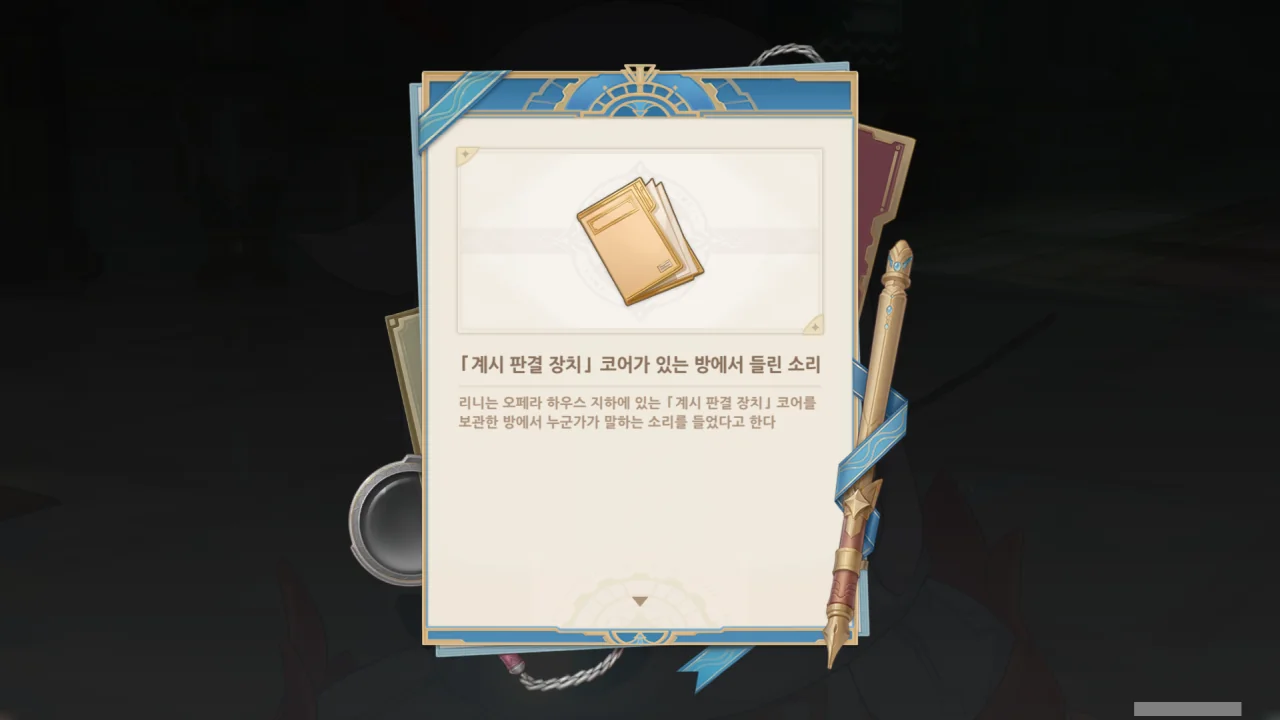 「계시 판결 장치」 코어가 있는 방에서 들린 소리
리니는 오페라 하우스 지하에 있는 「계시 판결 장치」 코어를
보관한 방에서 누군가가 말하는 소리를 들었다고 한다